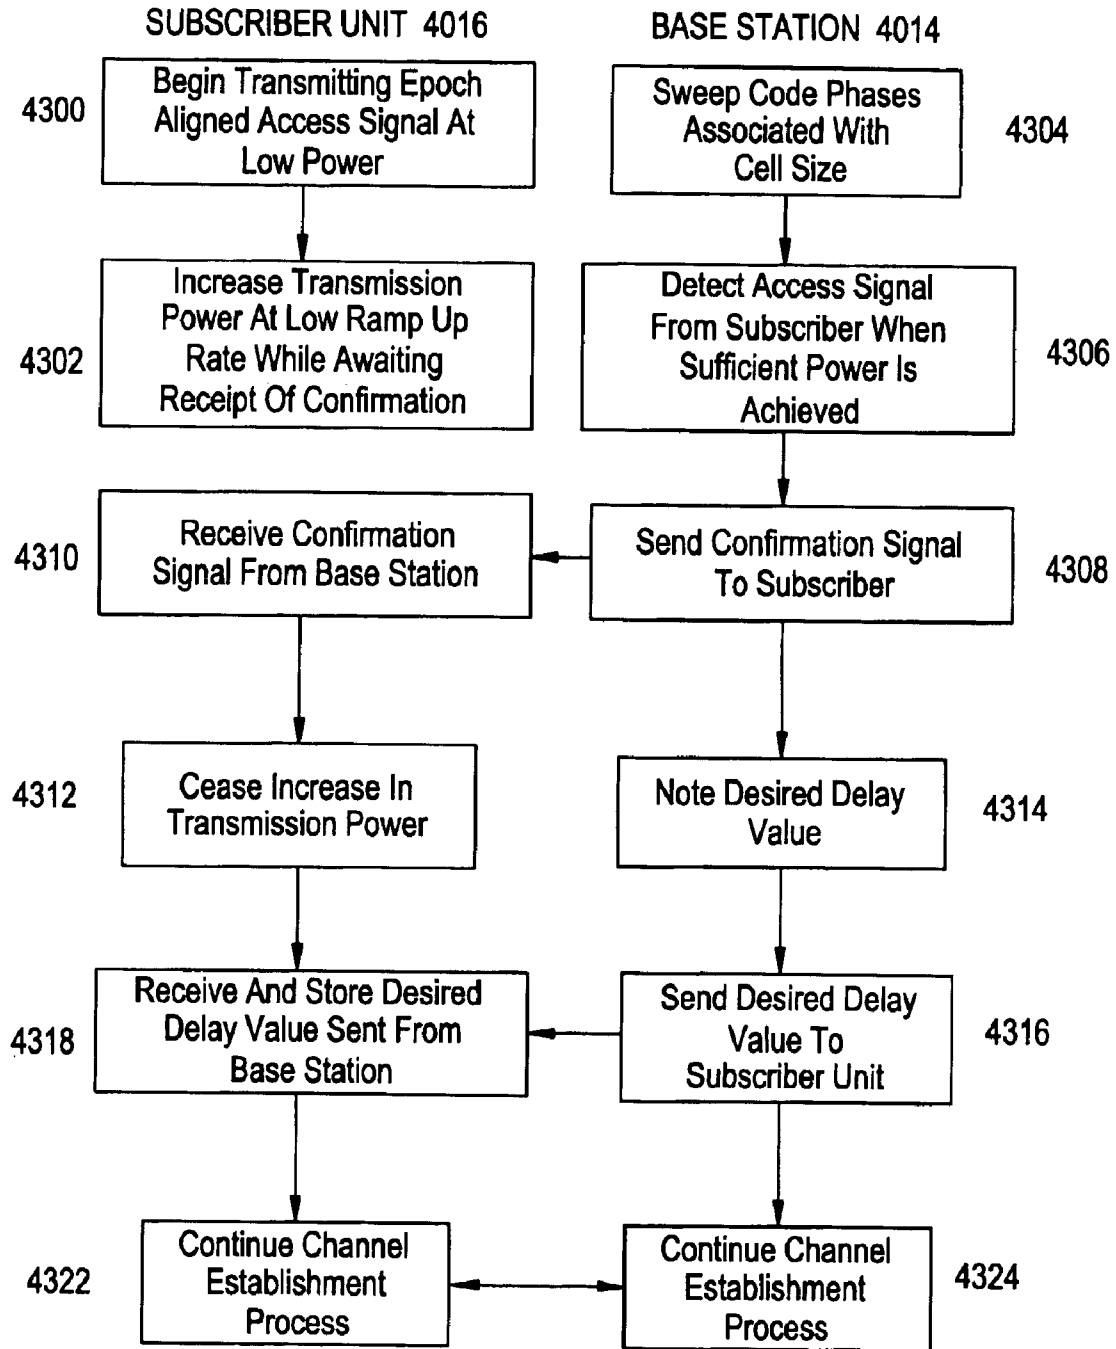 SUBSCRIBER UNIT 4016
BASE STATION 4014
4300
Begin Transmitting Epoch
Aligned Access Signal At
Low Power
Sweep Code Phases
Associated With
Cell Size
4304
4302
Increase Transmission
Power At Low Ramp Up
Rate While Awaiting
Receipt Of Confirmation
Detect Access Signal
From Subscriber When
Sufficient Power Is
Achieved
4306
4310
Receive Confirmation
Signal From Base Station
Send Confirmation Signal
To Subscriber
4308
4312
Cease Increase In
Transmission Power
Note Desired Delay
Value
4314
4318
Receive And Store Desired
Delay Value Sent From
Base Station
Send Desired Delay
Value To
Subscriber Unit
4316
4322
Continue Channel
Establishment
Process
Continue Channel
Establishment
Process
4324